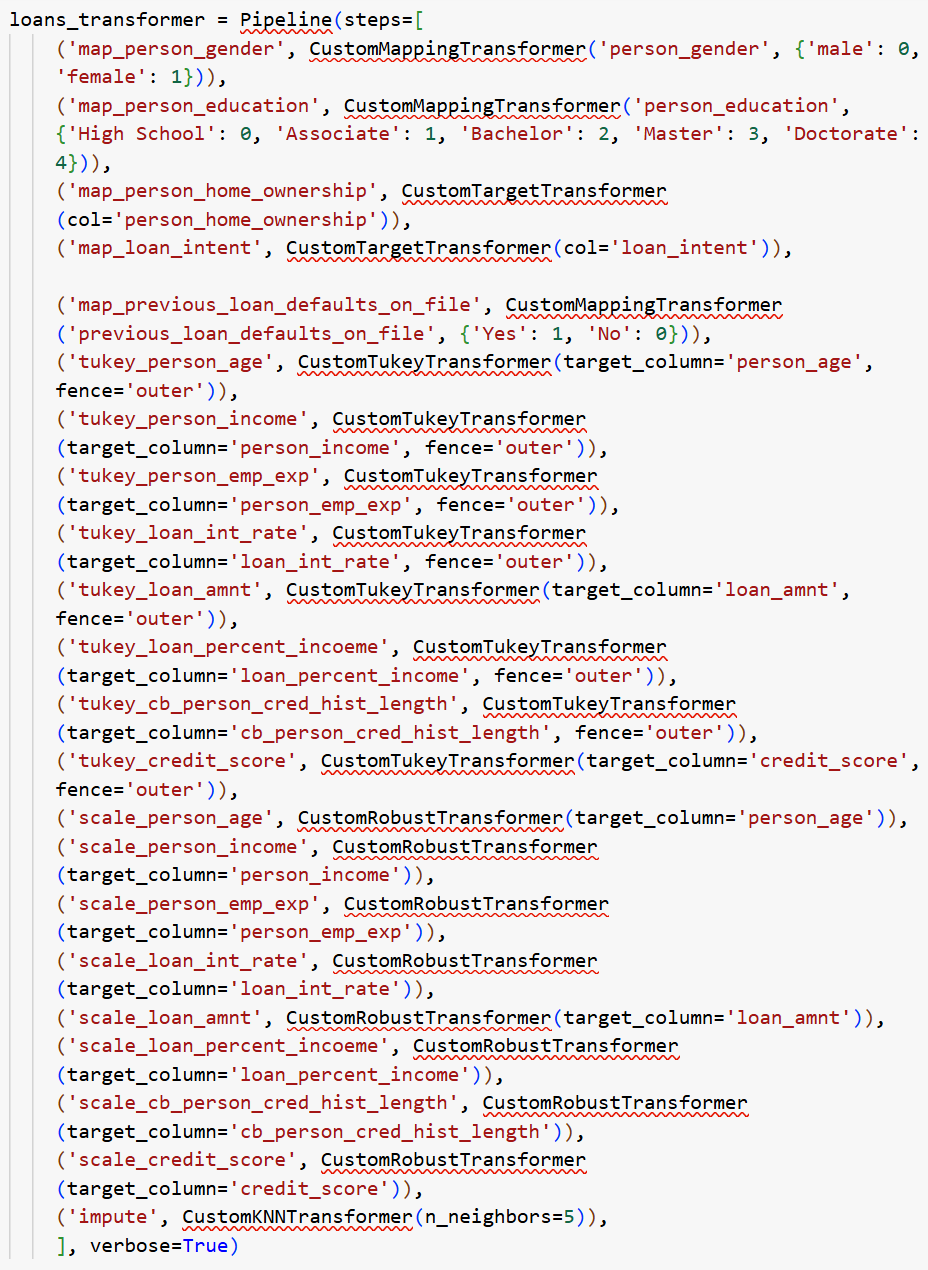 loans_transformer = Pipeline(steps=[
('map_person_gender', CustomMappingTransformer('person_gender', {'male': 0,
'female': 1})),
('map_person_education', CustomMappingTransformer('person_education',
{'High School': 0, 'Associate': 1, 'Bachelor': 2, 'Master': 3, 'Doctorate':
4})),
('map_person_home_ownership', CustomTargetTransformer
(col='person_home_ownership')),
('map_loan_intent', CustomTargetTransformer(col='loan_intent')),
('map_previous_loan_defaults_on_file', CustomMappingTransformer
('previous_loan_defaults_on_file', {'Yes': 1, 'No': 0})),
('tukey_person_age', CustomTukeyTransformer(target_column='person_age',
fence='outer')),
('tukey_person_income', CustomTukeyTransformer
(target_column='person_income', fence='outer')),
('tukey_person_emp_exp', CustomTukeyTransformer
(target_column='person_emp_exp', fence='outer')),
('tukey_loan_int_rate', CustomTukeyTransformer
(target_column='loan_int_rate', fence='outer')),
('tukey_loan_amnt', CustomTukeyTransformer(target_column='loan_amnt',
fence='outer')),
('tukey_loan_percent_incoeme', CustomTukeyTransformer
(target_column='loan_percent_income', fence='outer')),
('tukey_cb_person_cred_hist_length', CustomTukeyTransformer
(target_column='cb_person_cred_hist_length', fence='outer')),
('tukey_credit_score', CustomTukeyTransformer(target_column='credit_score',
fence='outer')),
('scale_person_age', CustomRobustTransformer(target_column='person_age')),
('scale_person_income', CustomRobustTransformer
(target_column='person_income')),
('scale_person_emp_exp', CustomRobustTransformer
(target_column='person_emp_exp')),
('scale_loan_int_rate', CustomRobustTransformer
(target_column='loan_int_rate')),
('scale_loan_amnt', CustomRobustTransformer(target_column='loan_amnt')),
('scale_loan_percent_incoeme', CustomRobustTransformer
(target_column='loan_percent_income')),
('scale_cb_person_cred_hist_length', CustomRobustTransformer
(target_column='cb_person_cred_hist_length')),
('scale_credit_score', CustomRobustTransformer
(target_column='credit_score')),
('impute', CustomKNNTransformer(n_neighbors=5)),
], verbose=True)